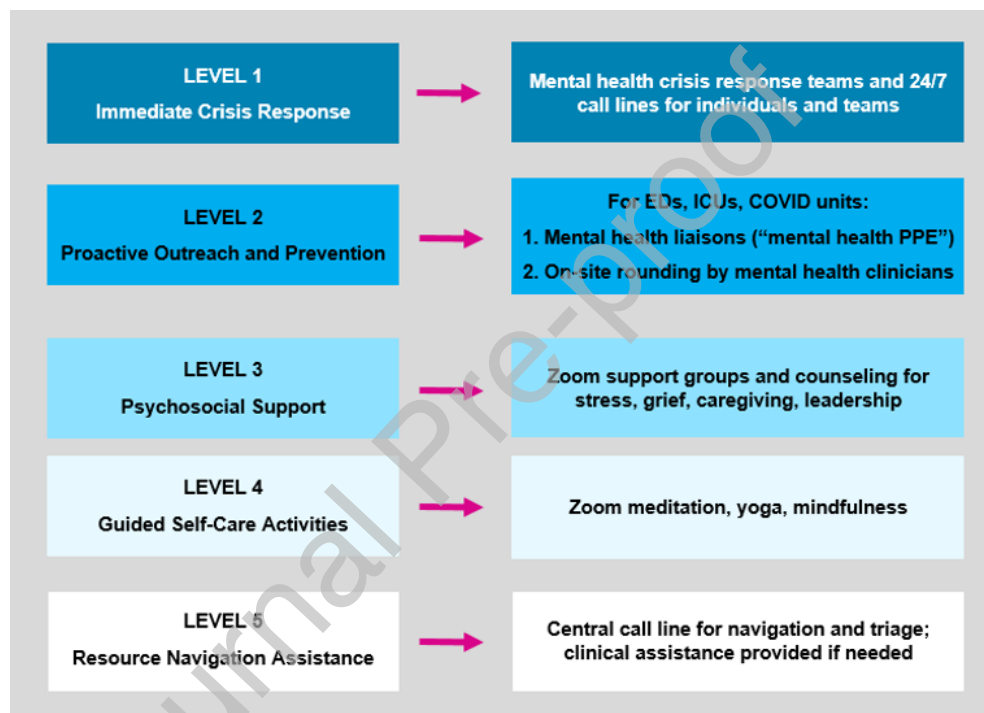 LEVEL 1
Immediate Crisis Response
Mental health crisis response teams and 24/7
call lines for individuals and teams
LEVEL 2
Proactive Outreach and Prevention
For EDs, ICUs, COVID units:
1. Mental health liaisons (“mental health PPE”)
2. On-site rounding by mental health clinicians
LEVEL 3
Psychosocial Support
Zoom support groups and counseling for
stress, grief, caregiving, leadership
LEVEL 4
Guided Self-Care Activities
Zoom meditation, yoga, mindfulness
LEVEL 5
Resource Navigation Assistance
Central call line for navigation and triage;
clinical assistance provided if needed
urnal Pre-proof